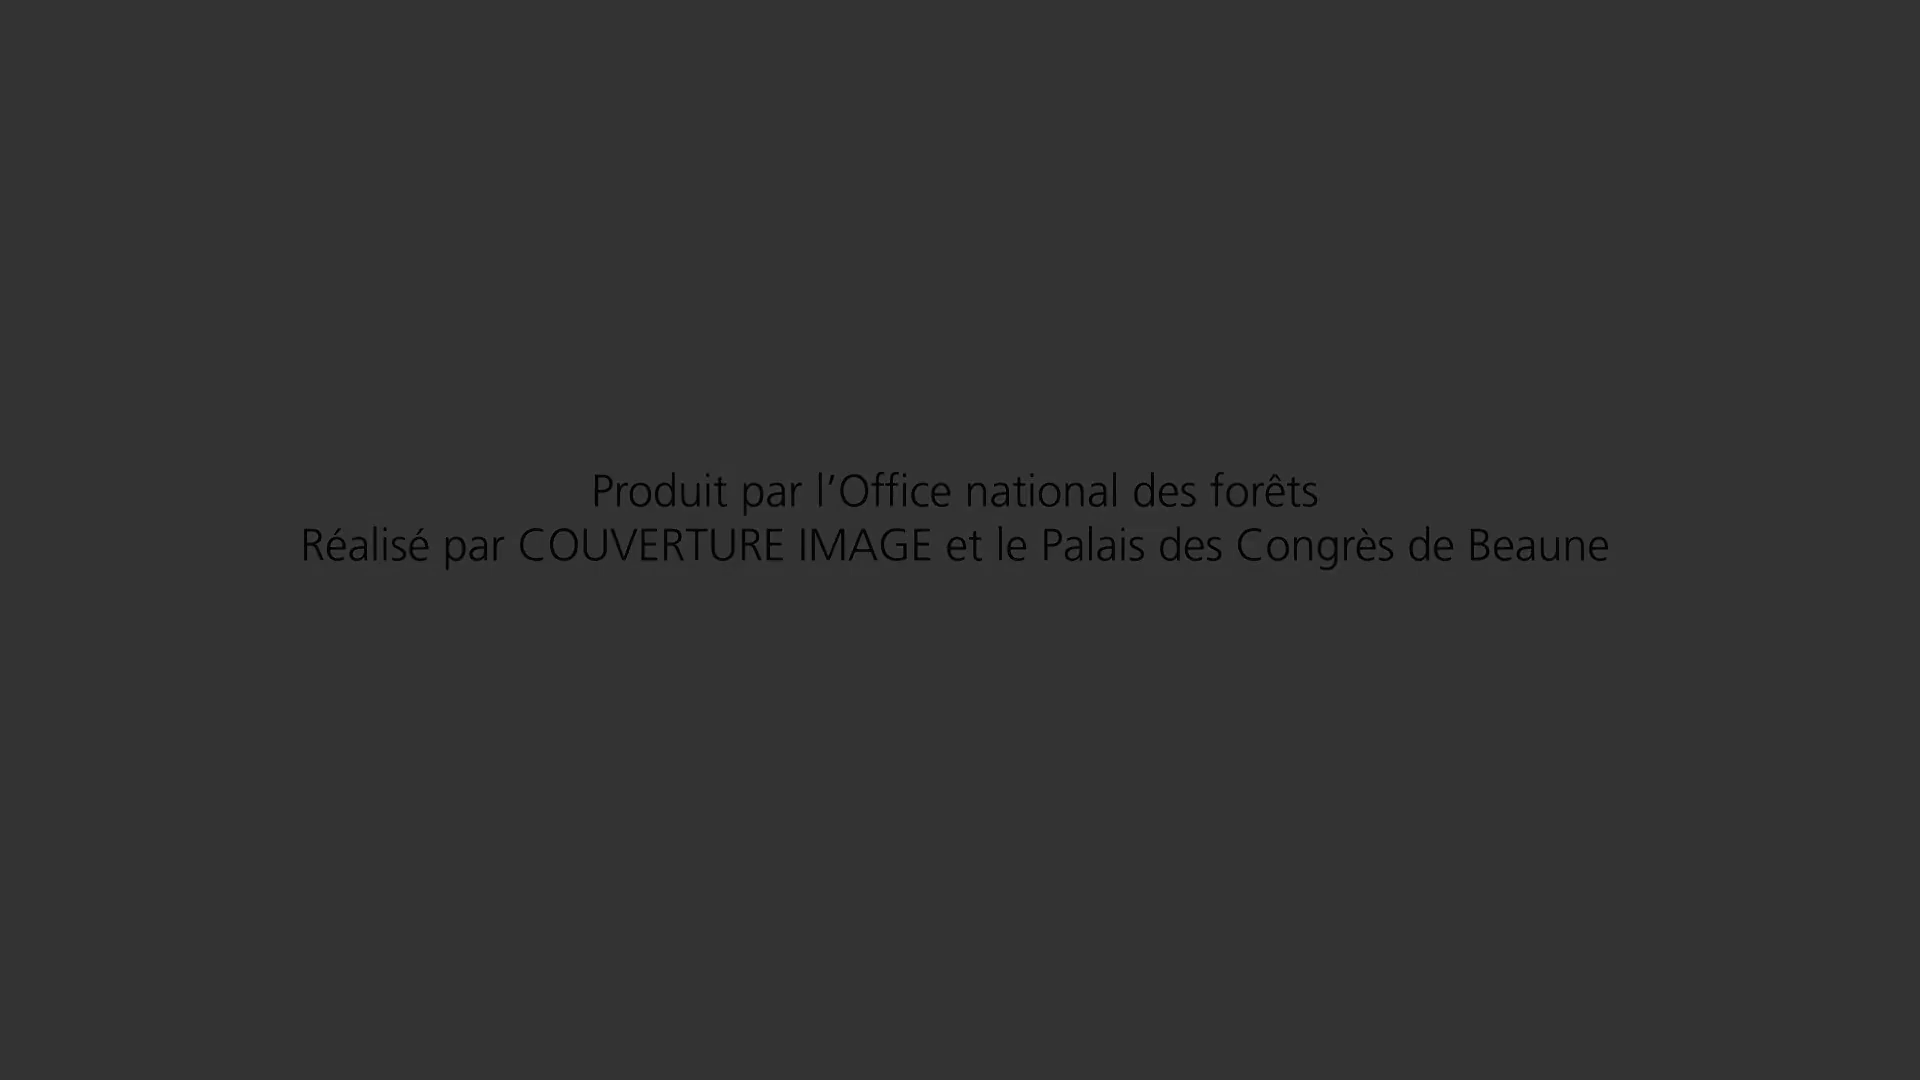 Produit par l’Office national des forêts
Réalisé par COUVERTURE IMAGE et le Palais des Congrès de Beaune